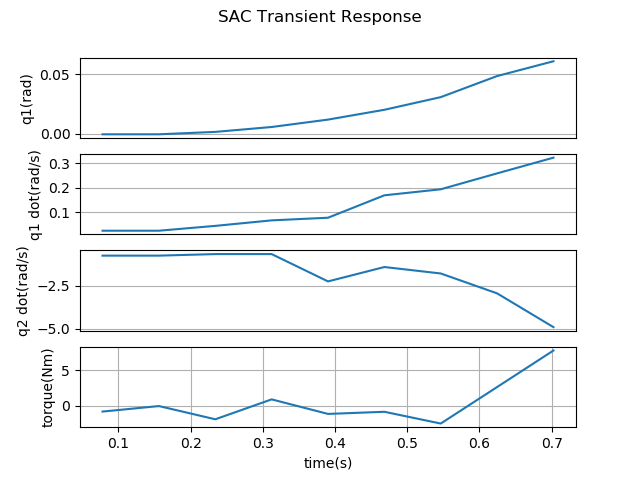 SAC Transient Response
q1(rad)
0.05
0.00
q1 dot(rad/s)
0.3
0.2
0.1
q2 dot(rad/s)
−2.5
−5.0
torque(Nm)
5
0
0.1 0.2 0.3 0.4 0.5 0.6 0.7
time(s)